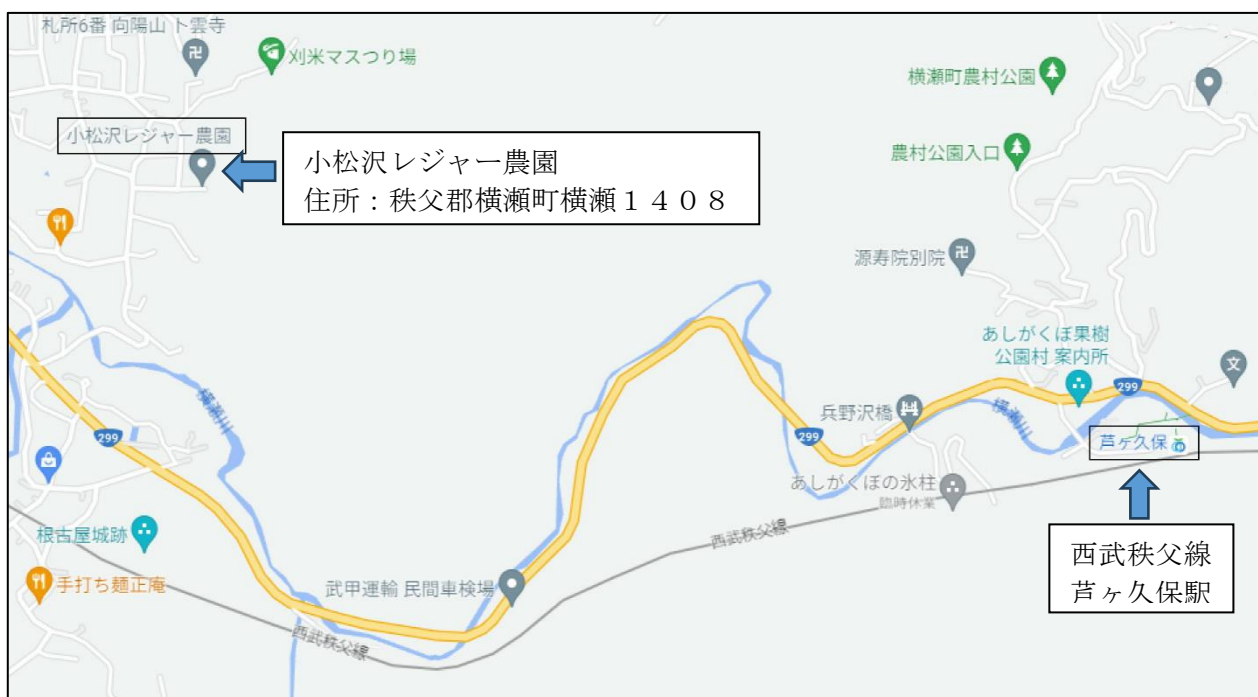 札所6番 向陽山 卜雲寺
刈米マスつり場
横瀬町農村公園
小松沢レジャー農園
農村公園入口
小松沢レジャー農園
住所:秩父郡横瀬町横瀬1408
源寿院別院
あしがくぼ果樹
公園村 案内所
文
299
横瀬川
兵野沢橋
横瀬川
299
299
芦ヶ久保
あしがくぼの氷柱
臨時休業
西武秩父線
根古屋城跡
西武秩父線
芦ヶ久保駅
手打ち麺正庵
武甲運輸 民間車検場
西武秩父線